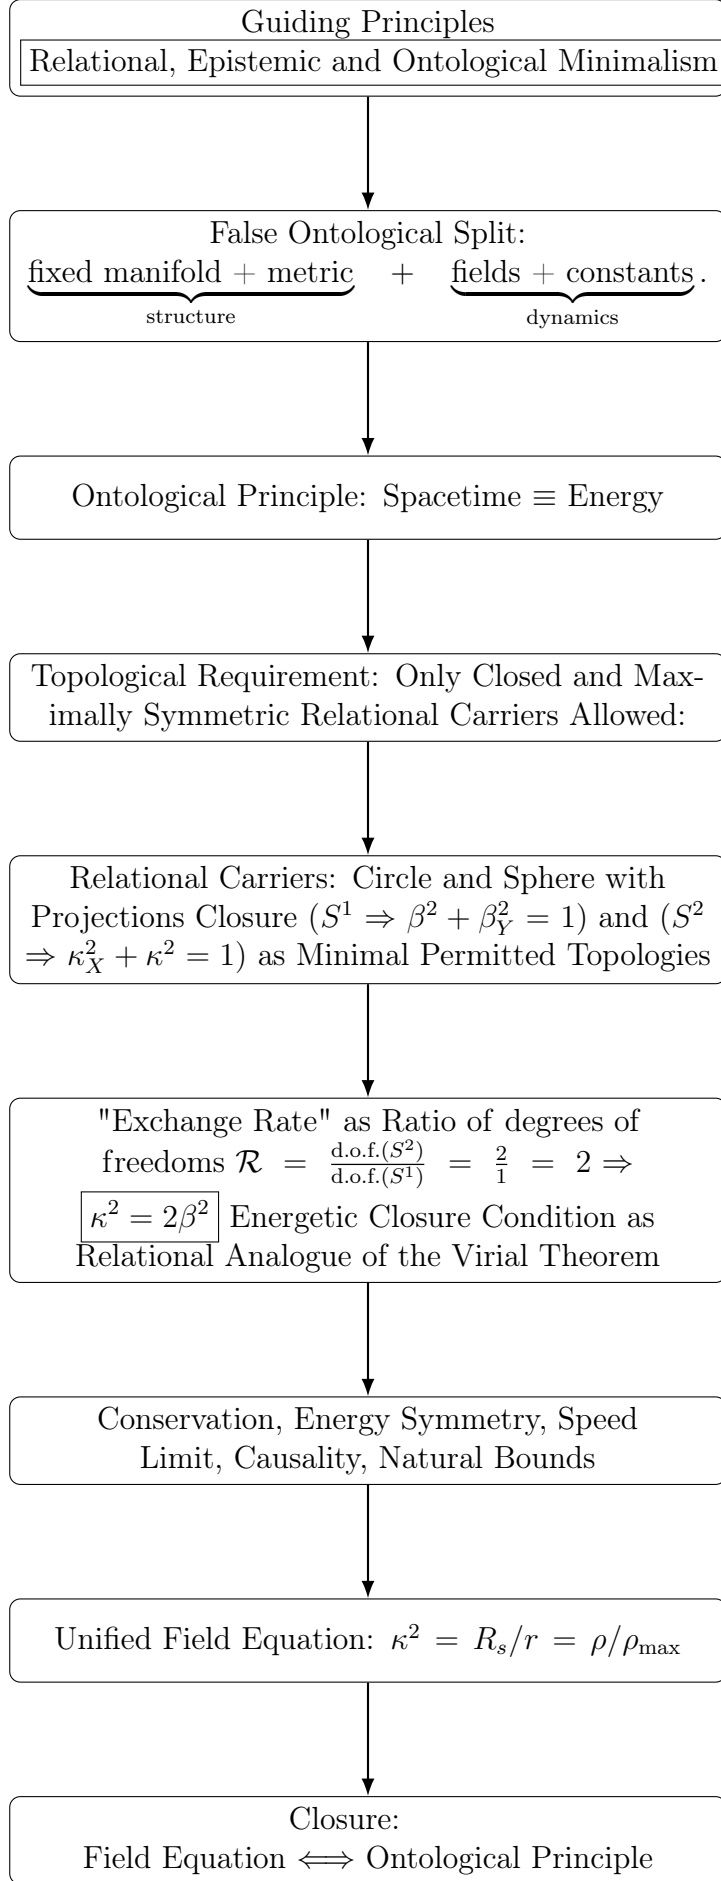 Guiding Principles
Relational, Epistemic and Ontological Minimalism
False Ontological Split:
fixed manifold + metric + fields + constants.
structure dynamics
Ontological Principle: Spacetime ≡ Energy
Topological Requirement: Only Closed and Max-
imally Symmetric Relational Carriers Allowed:
Relational Carriers: Circle and Sphere with
Projections Closure (S¹ ⇒ β² + β_Y² = 1) and (S²
⇒ κ_X² + κ² = 1) as Minimal Permitted Topologies
"Exchange Rate" as Ratio of degrees of
freedoms R = d.o.f.(S²)/d.o.f.(S¹) = 2/1 = 2 ⇒
κ² = 2β² Energetic Closure Condition as
Relational Analogue of the Virial Theorem
Conservation, Energy Symmetry, Speed
Limit, Causality, Natural Bounds
Unified Field Equation: κ² = R_s/r = ρ/ρ_max
Closure:
Field Equation ⟺ Ontological Principle